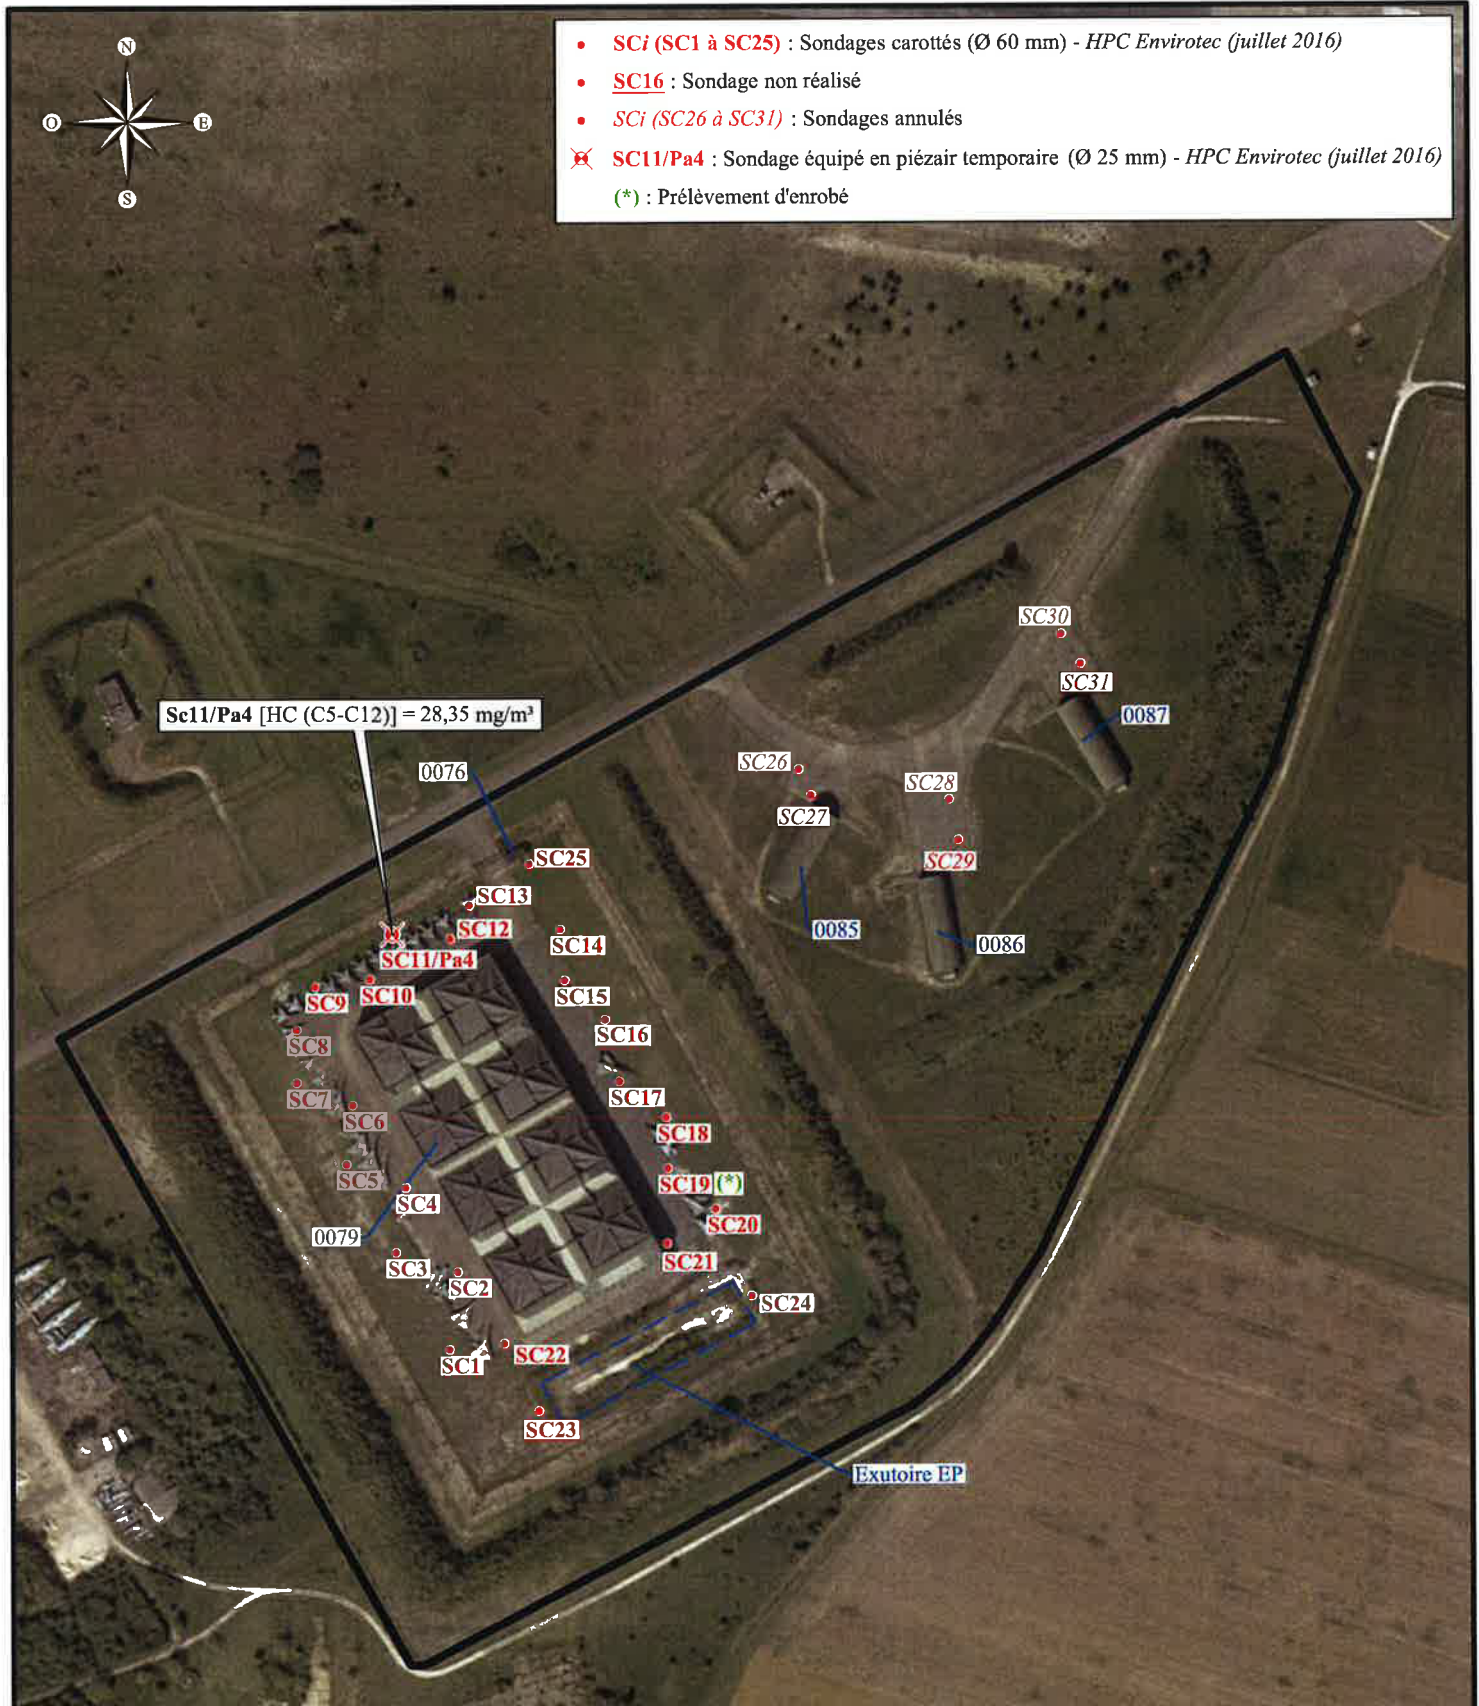 N
O
E
S
SCi (SC1 à SC25) : Sondages carottés (Ø 60 mm) - HPC Envirotec (juillet 2016)
SC16 : Sondage non réalisé
SCi (SC26 à SC31) : Sondages annulés
SC11/Pa4 : Sondage équipé en piézair temporaire (Ø 25 mm) - HPC Envirotec (juillet 2016)
(*) : Prélèvement d'enrobé
SC30
SC31
Sc11/Pa4 [HC (C5-C12)] = 28,35 mg/m³
0087
0076
SC26
SC28
SC27
SC25
SC29
SC13
SC12
SC14
0085
0086
SC11/Pa4
SC9
SC10
SC15
SC16
SC8
SC7
SC17
SC6
SC18
SC5
SC19 (*)
SC4
SC20
0079
SC21
SC3
SC2
SC24
SC22
SC1
SC23
Exutoire EP